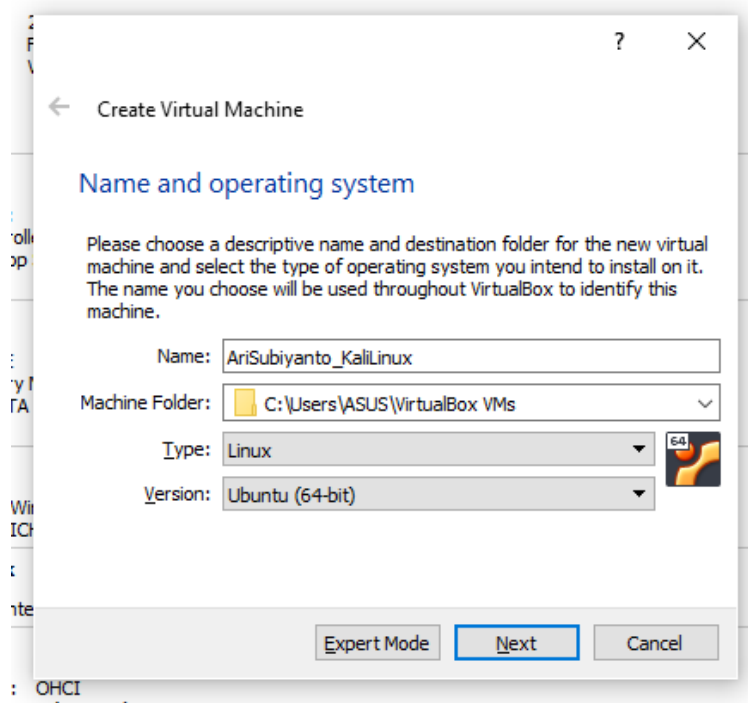 ?
Create Virtual Machine
Name and operating system
Please choose a descriptive name and destination folder for the new virtual
machine and select the type of operating system you intend to install on it.
The name you choose will be used throughout VirtualBox to identify this
machine.
Name: AriSubiyanto_KaliLinux
Machine Folder: C:\Users\ASUS\VirtualBox VMs
Type: Linux
64
Version: Ubuntu (64-bit)
Expert Mode Next Cancel
: OHCI